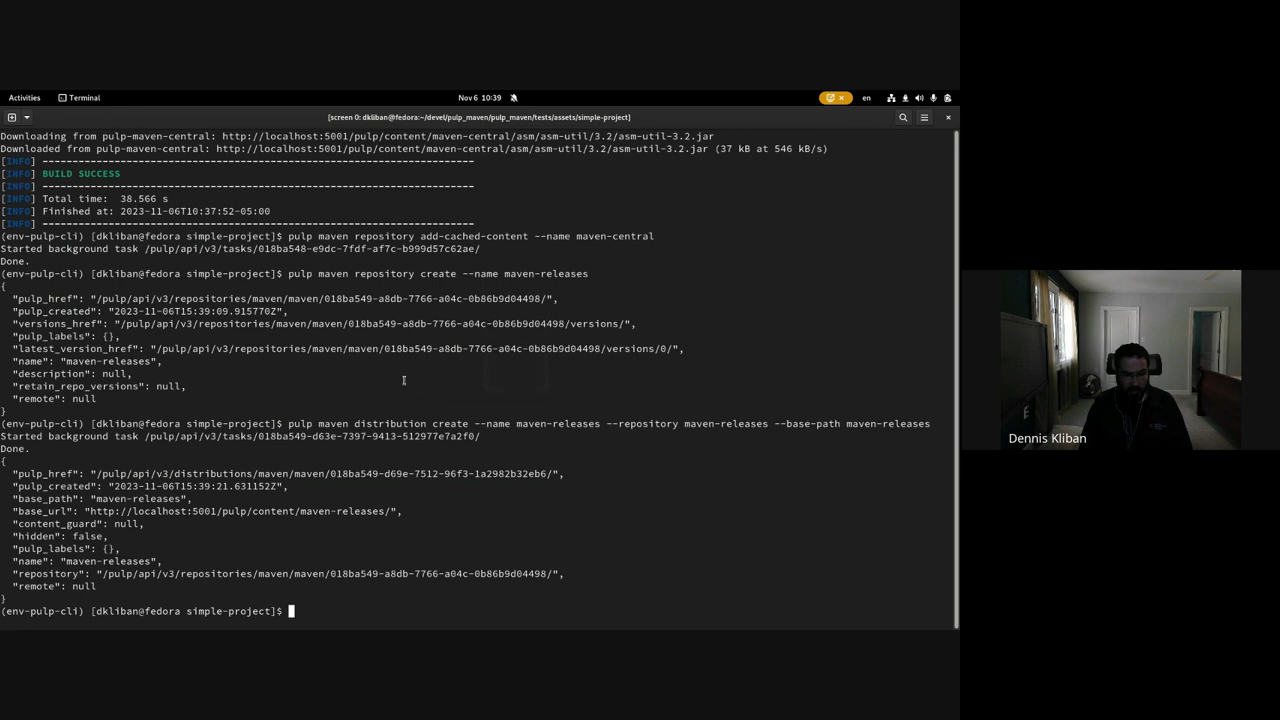 Activities
Terminal
Nov 6 10:39
en
[screen 0: dkliban@fedora:~/devel/pulp_maven/pulp_maven/tests/assets/simple-project]
Downloading from pulp-maven-central: http://localhost:5001/pulp/content/maven-central/asm/asm-util/3.2/asm-util-3.2.jar
Downloaded from pulp-maven-central: http://localhost:5001/pulp/content/maven-central/asm/asm-util/3.2/asm-util-3.2.jar (37 kB at 546 kB/s)
[INFO] ------------------------------------------------------------------------
[INFO] BUILD SUCCESS
[INFO] ------------------------------------------------------------------------
[INFO] Total time:  38.566 s
[INFO] Finished at: 2023-11-06T10:37:52-05:00
[INFO] ------------------------------------------------------------------------
(env-pulp-cli) [dkliban@fedora simple-project]$ pulp maven repository add-cached-content --name maven-central
Started background task /pulp/api/v3/tasks/018ba548-e9dc-7fdf-af7c-b999d57c62ae/
Done.
(env-pulp-cli) [dkliban@fedora simple-project]$ pulp maven repository create --name maven-releases
{
  "pulp_href": "/pulp/api/v3/repositories/maven/maven/018ba549-a8db-7766-a04c-0b86b9d04498/",
  "pulp_created": "2023-11-06T15:39:09.915770Z",
  "versions_href": "/pulp/api/v3/repositories/maven/maven/018ba549-a8db-7766-a04c-0b86b9d04498/versions/",
  "pulp_labels": {},
  "latest_version_href": "/pulp/api/v3/repositories/maven/maven/018ba549-a8db-7766-a04c-0b86b9d04498/versions/0/",
  "name": "maven-releases",
  "description": null,
  "retain_repo_versions": null,
  "remote": null
}
(env-pulp-cli) [dkliban@fedora simple-project]$ pulp maven distribution create --name maven-releases --repository maven-releases --base-path maven-releases
Started background task /pulp/api/v3/tasks/018ba549-d63e-7397-9413-512977e7a2f0/
Done.
{
  "pulp_href": "/pulp/api/v3/distributions/maven/maven/018ba549-d69e-7512-96f3-1a2982b32eb6/",
  "pulp_created": "2023-11-06T15:39:21.631152Z",
  "base_path": "maven-releases",
  "base_url": "http://localhost:5001/pulp/content/maven-releases/",
  "content_guard": null,
  "hidden": false,
  "pulp_labels": {},
  "name": "maven-releases",
  "repository": "/pulp/api/v3/repositories/maven/maven/018ba549-a8db-7766-a04c-0b86b9d04498/",
  "remote": null
}
(env-pulp-cli) [dkliban@fedora simple-project]$
Dennis Kliban